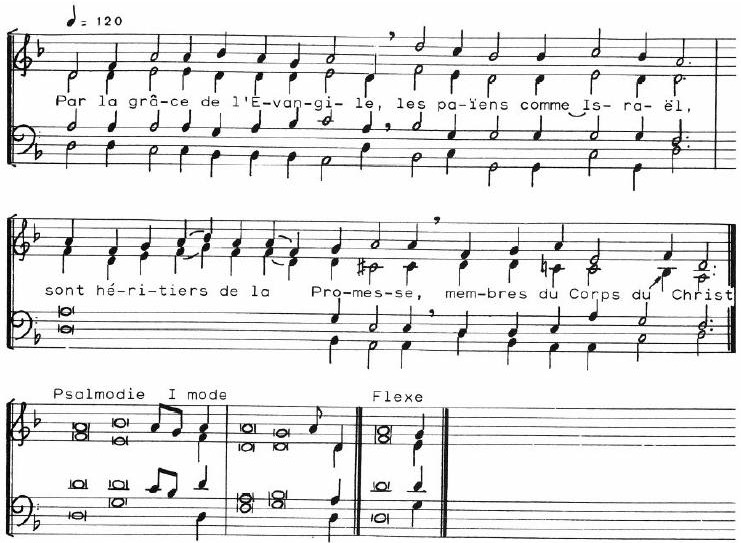 ♩ = 120
Par la grâ-ce de l'E-van-gi-le, les pa-ïens comme Is-ra-ël,
sont hé-ri-tiers de la Pro-mes-se, mem-bres du Corps du Christ
Psalmodie I mode Flexe